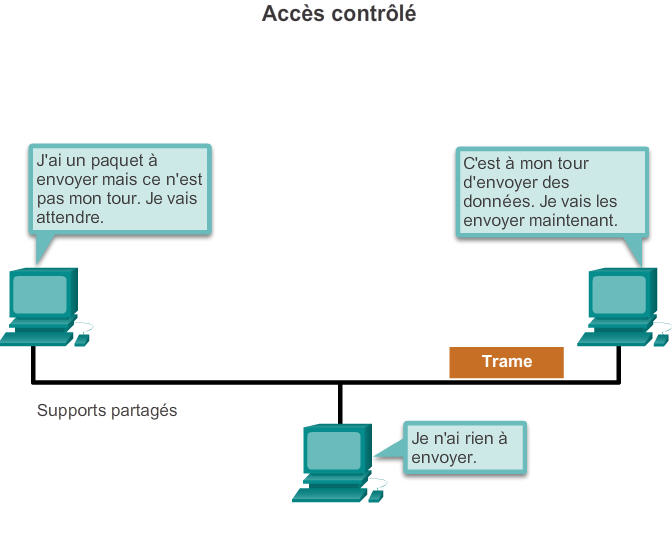 Accès contrôlé
J'ai un paquet à
envoyer mais ce n'est
pas mon tour. Je vais
attendre.
C'est à mon tour
d'envoyer des
données. Je vais les
envoyer maintenant.
Trame
Supports partagés
Je n'ai rien à
envoyer.